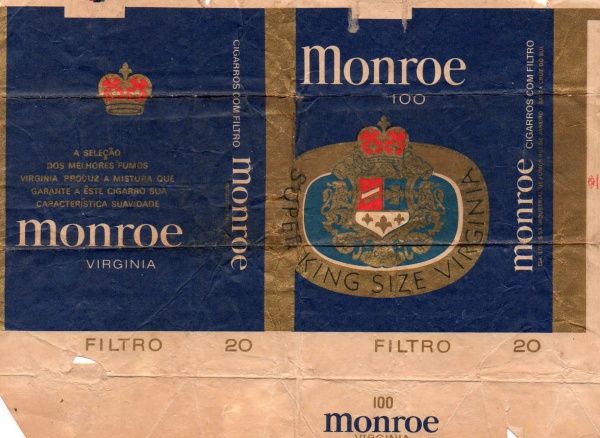 A SELEÇÃO
DOS MELHORES FUMOS
VIRGINIA PRODUZ A MISTURA QUE
GARANTE A ÊSTE CIGARRO SUA
CARACTERÍSTICA SUAVIDADE
monroe
VIRGINIA
FILTRO 20
CIGARROS COM FILTRO
monroe
monroe
100
SUPER KING SIZE VIRGINIA
FILTRO 20
monroe
CIGARROS COM FILTRO
100
monroe
VIRGINIA